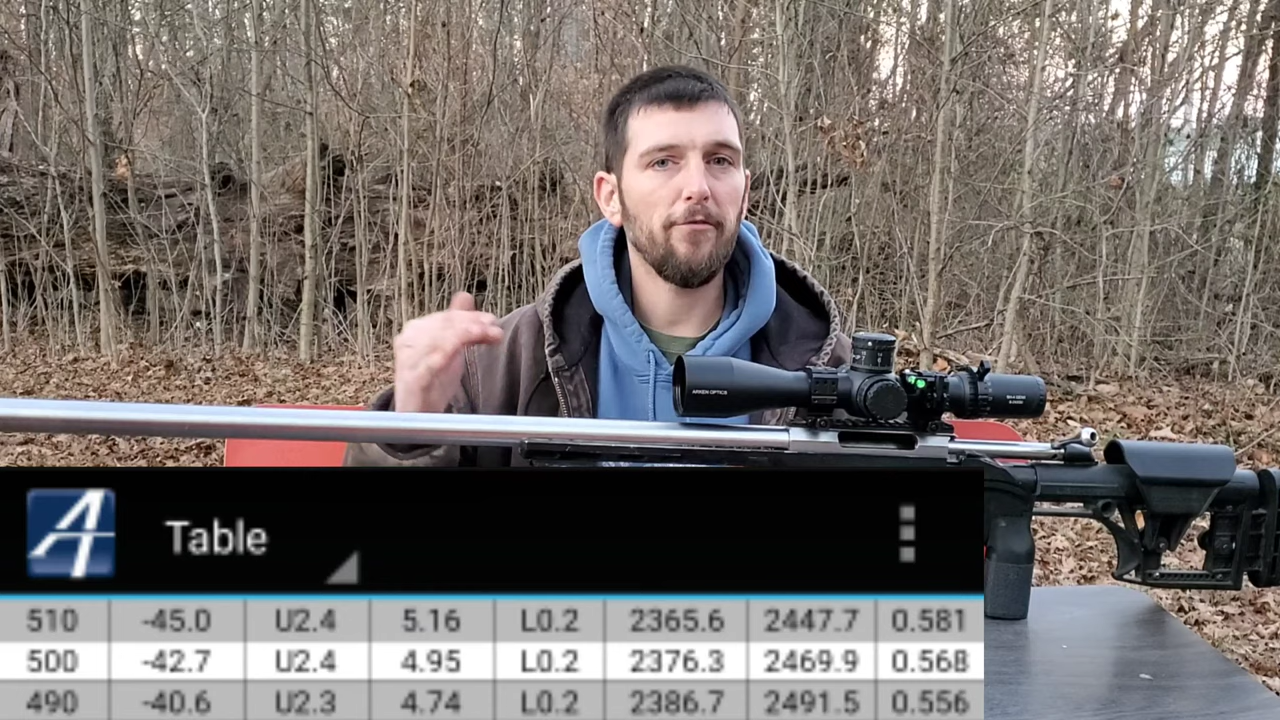 ARKEN OPTICS
Table
510 -45.0 U2.4 5.16 L0.2 2365.6 2447.7 0.581
500 -42.7 U2.4 4.95 L0.2 2376.3 2469.9 0.568
490 -40.6 U2.3 4.74 L0.2 2386.7 2491.5 0.556